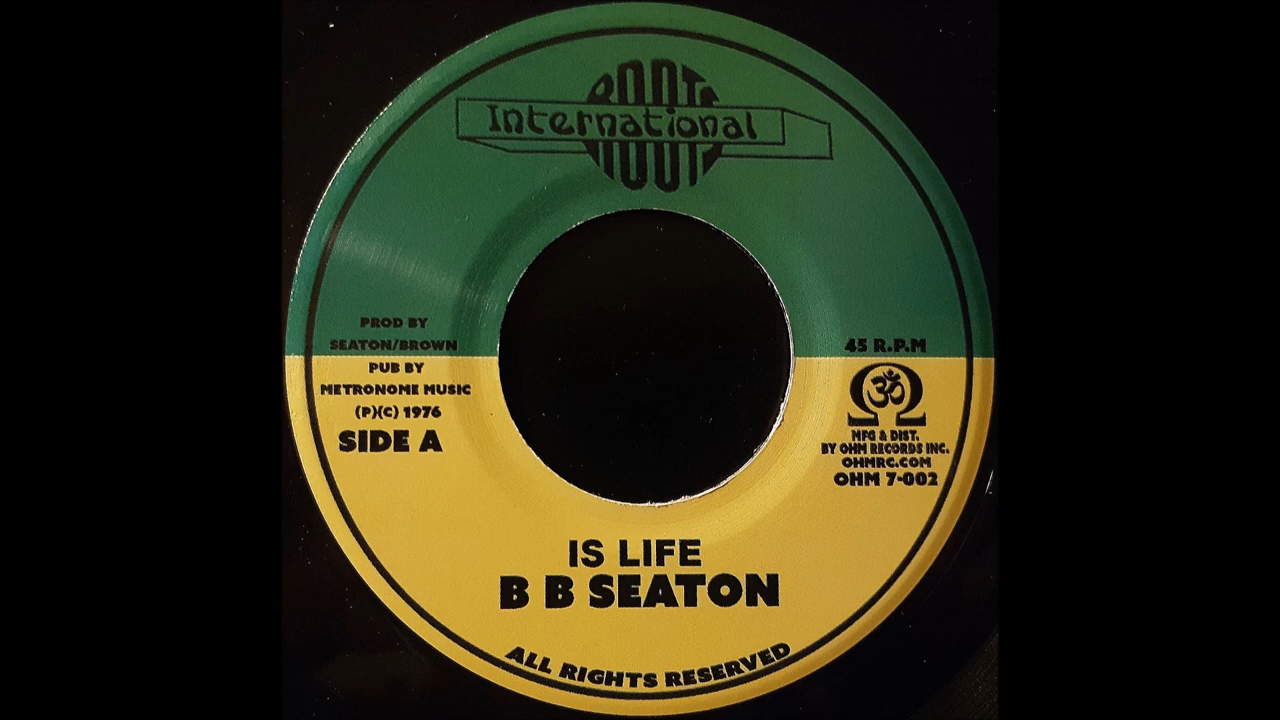 ROOTS
International
PROD BY
SEATON/BROWN
PUB BY
METRONOME MUSIC
(P)(C) 1976
SIDE A
45 R.P.M
ॐ
MFG & DIST.
BY OHM RECORDS INC.
OHMRC.COM
OHM 7-002
IS LIFE
B B SEATON
ALL RIGHTS RESERVED